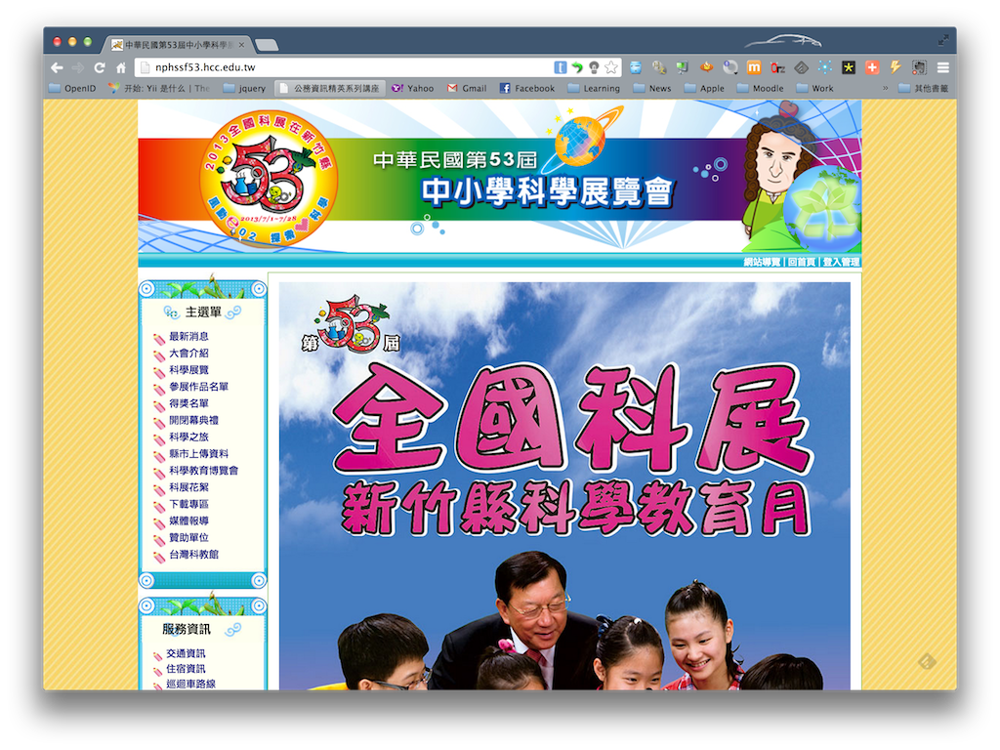 中華民國第53屆中小學科學
nphssf53.hcc.edu.tw
OpenID
开始: Yii 是什么 | The
jquery
公務資訊精英系列講座
Yahoo
Gmail
Facebook
Learning
News
Apple
Moodle
Work
»
其他書籤
2013全國科展在新竹縣
53
2013/7/1~7/28
風動e02 探索 科學
中華民國第53屆
中小學科學展覽會
網站導覽 | 回首頁 | 登入管理
主選單
最新消息
大會介紹
科學展覽
參展作品名單
得獎名單
開閉幕典禮
科學之旅
縣市上傳資料
科學教育博覽會
科展花絮
下載專區
媒體報導
贊助單位
台灣科教館
服務資訊
交通資訊
住宿資訊
巡迴車路線
第53屆
全國科展
新竹縣科學教育月